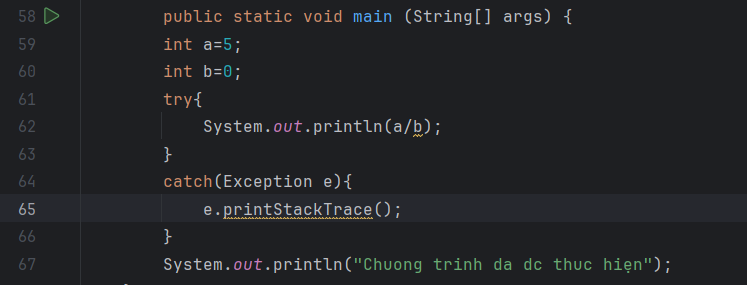 58 public static void main (String[] args) {
59 int a=5;
60 int b=0;
61 try{
62 System.out.println(a/b);
63 }
64 catch(Exception e){
65 e.printStackTrace();
66 }
67 System.out.println("Chuong trinh da dc thuc hiện");